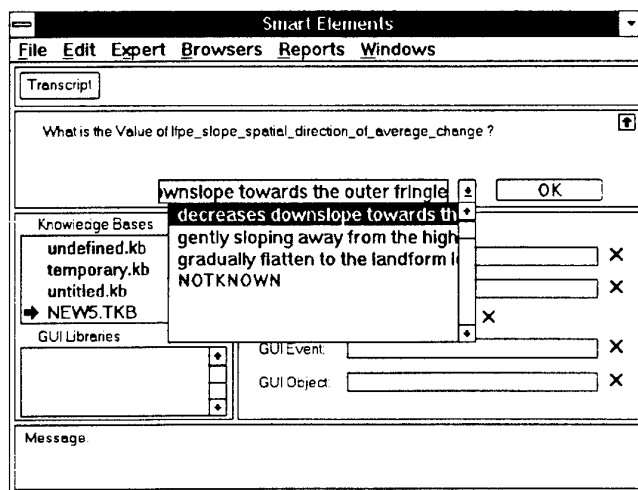 Smart Elements
File Edit Expert Browsers Reports Windows
Transcript
What is the Value of lfpe_slope_spatial_direction_of_average_change ?
ownslope towards the outer fringle
OK
decreases downslope towards th
gently sloping away from the high
gradually flatten to the landform l
NOTKNOWN
Knowledge Bases
undefined.kb
temporary.kb
untitled.kb
NEW5.TKB
GUI Libraries
GUI Event:
GUI Object:
Message.